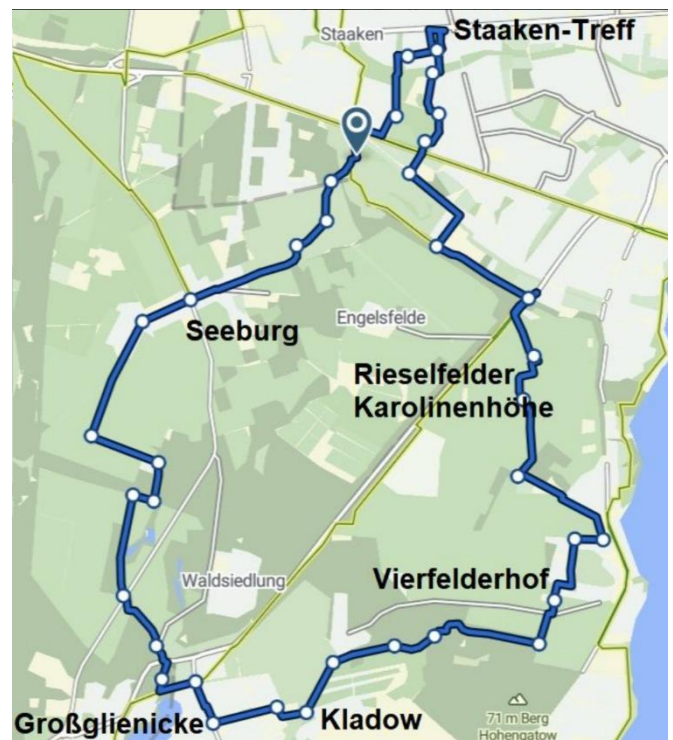 Staaken
Staaken-Treff
Seeburg
Engelsfelde
Rieselfelder
Karolinenhöhe
Waldsiedlung
Vierfelderhof
Großglienicke
Kladow
71 m Berg
Hohengatow